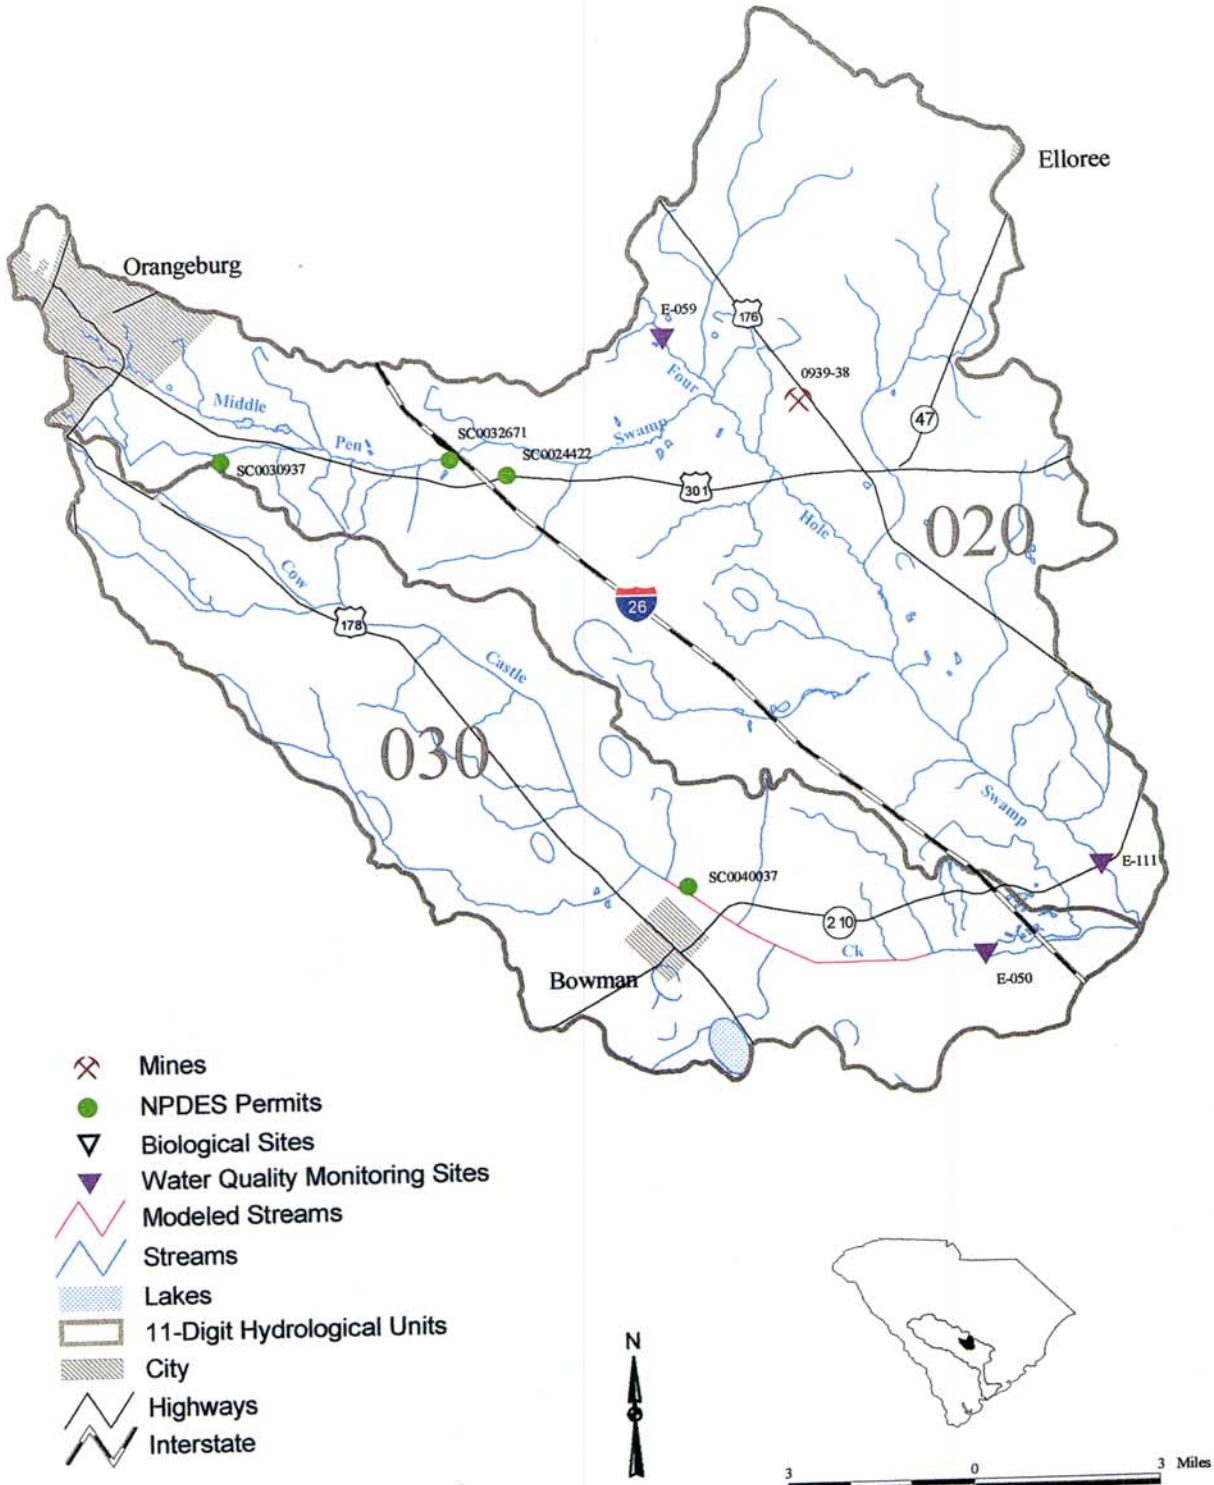 Elloree
Orangeburg
E-059
176
0939-38
Four
Middle
47
Swamp
SC0032671
Pen
SC0024422
SC0030937
301
Hole
020
Cow
26
178
Castle
030
Swamp
E-111
SC0040037
210
Ck
Bowman
E-050
Mines
NPDES Permits
Biological Sites
Water Quality Monitoring Sites
Modeled Streams
Streams
Lakes
11-Digit Hydrological Units
City
Highways
Interstate
N
3 0 3 Miles